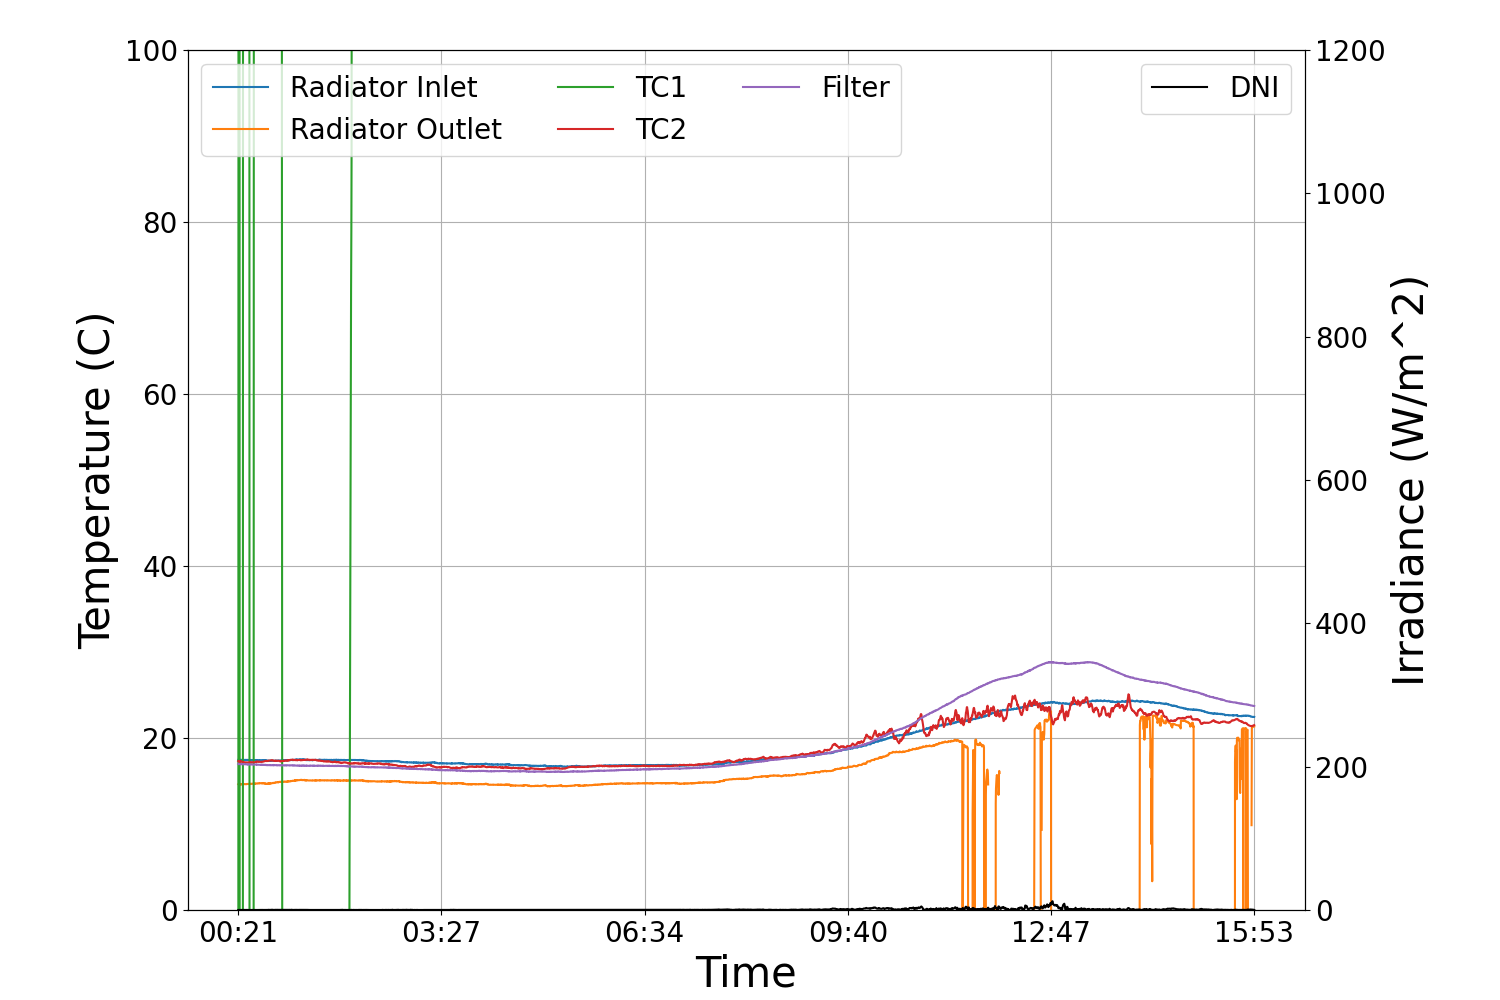 100
80
60
40
20
0
Temperature (C)
Radiator Inlet
Radiator Outlet
TC1
TC2
Filter
DNI
1200
1000
800
600
400
200
0
Irradiance (W/m^2)
00:21
03:27
06:34
09:40
12:47
15:53
Time